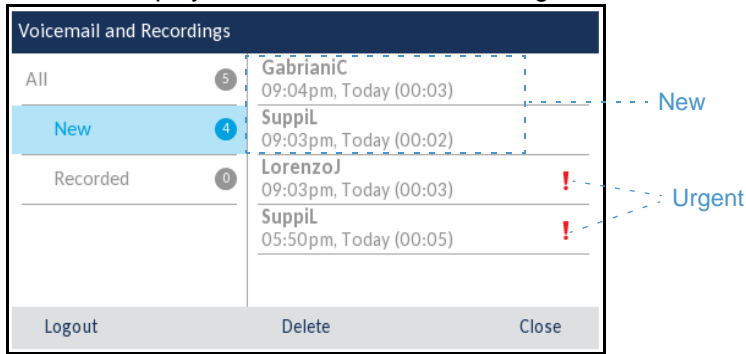 Voicemail and Recordings
All 5
New 4
Recorded 0
GabrianiC
09:04pm, Today (00:03)
SuppiL
09:03pm, Today (00:02)
LorenzoJ
09:03pm, Today (00:03) !
SuppiL
05:50pm, Today (00:05) !
New
Urgent
Logout Delete Close